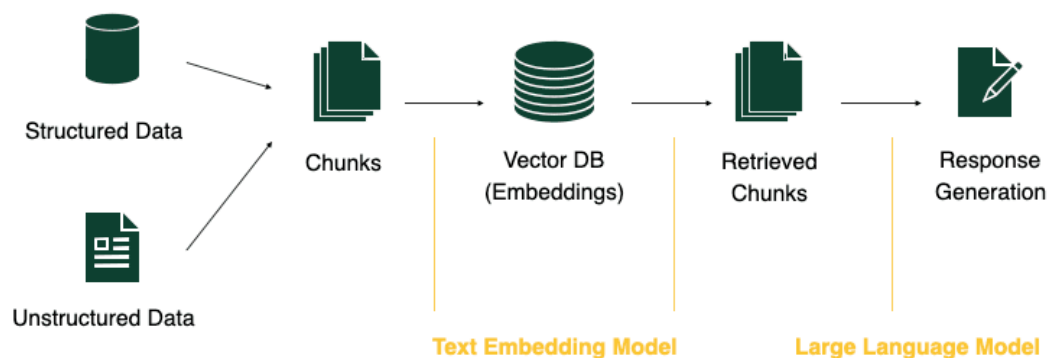 Structured Data
Unstructured Data
Chunks
Vector DB
(Embeddings)
Retrieved
Chunks
Response
Generation
Text Embedding Model
Large Language Model